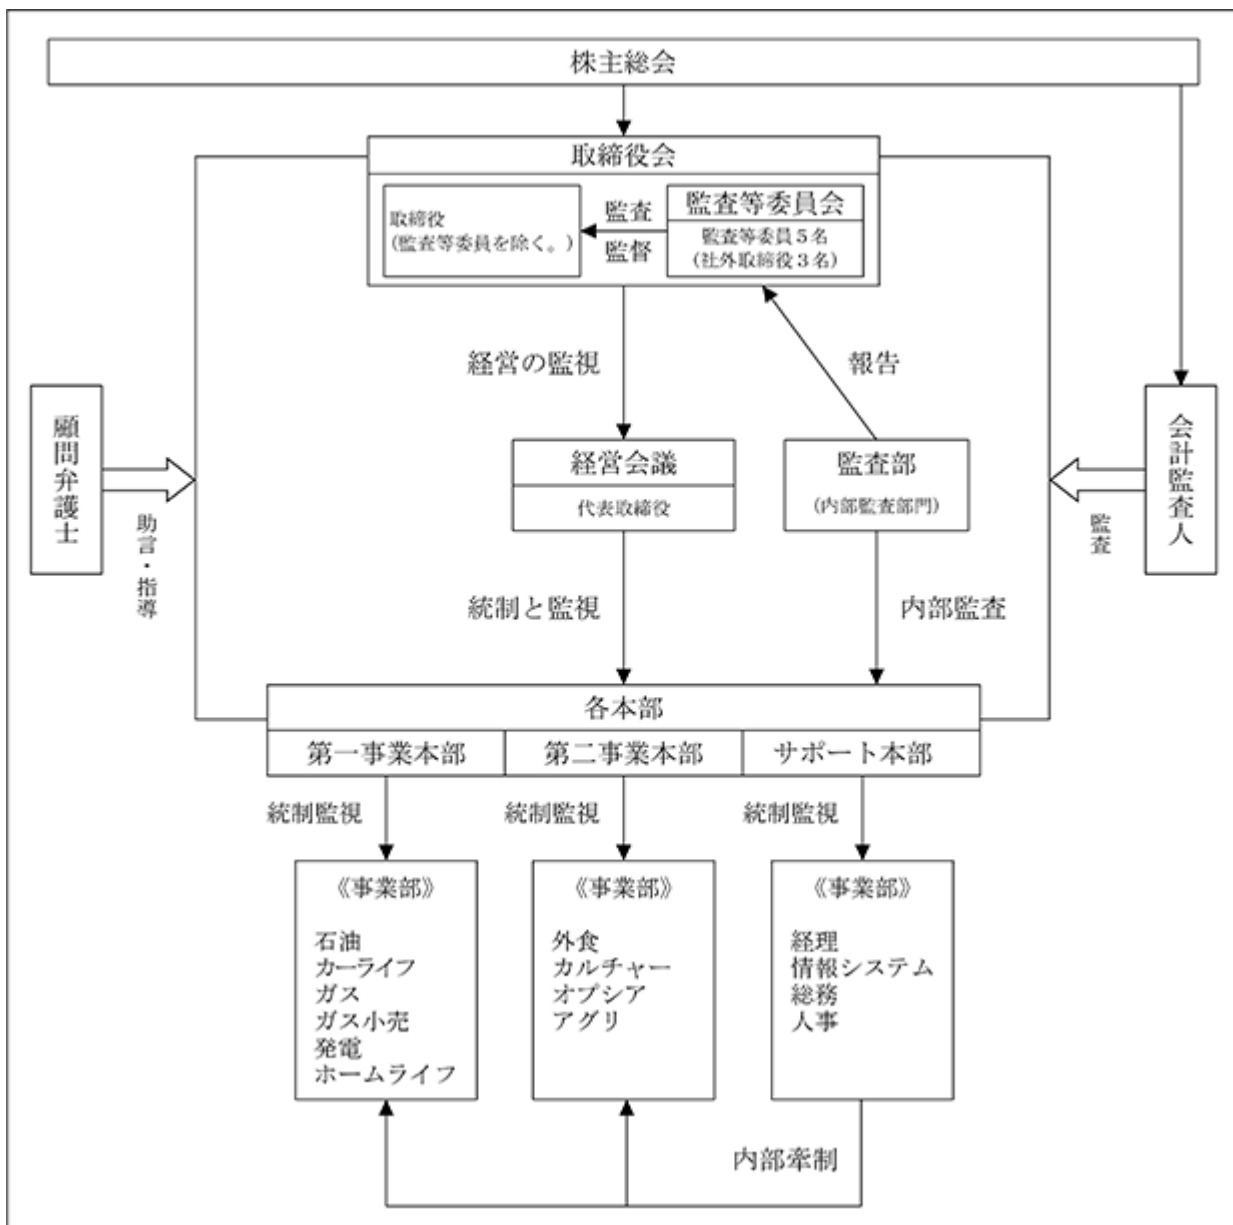 株主総会
取締役会
取締役
(監査等委員を除く。)
監査
監督
監査等委員会
監査等委員5名
(社外取締役3名)
経営の監視
報告
顧問弁護士
助言・指導
経営会議
代表取締役
監査部
(内部監査部門)
会計監査人
監査
統制と監視
内部監査
各本部
第一事業本部
第二事業本部
サポート本部
統制監視
統制監視
統制監視
《事業部》
石油
カーライフ
ガス
ガス小売
発電
ホームライフ
《事業部》
外食
カルチャー
オプシア
アグリ
《事業部》
経理
情報システム
総務
人事
内部牽制